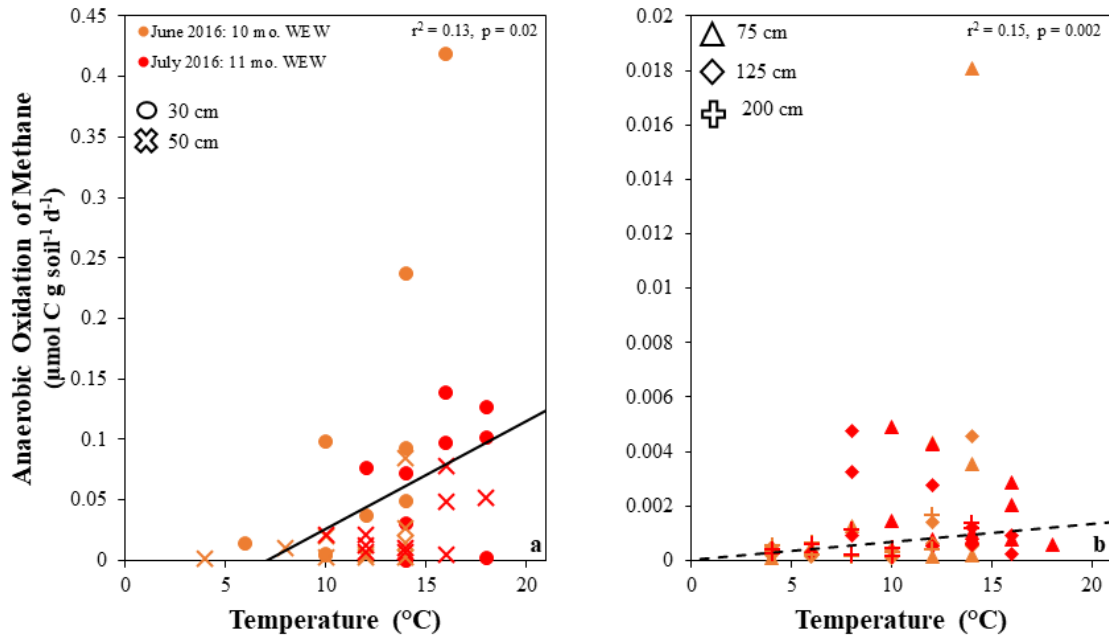 Anaerobic Oxidation of Methane
(μmol C g soil⁻¹ d⁻¹)
0.45
0.4
0.35
0.3
0.25
0.2
0.15
0.1
0.05
0
June 2016: 10 mo. WEW
July 2016: 11 mo. WEW
30 cm
50 cm
r² = 0.13, p = 0.02
a
0 5 10 15 20
Temperature (°C)
0.02
0.018
0.016
0.014
0.012
0.01
0.008
0.006
0.004
0.002
0
75 cm
125 cm
200 cm
r² = 0.15, p = 0.002
b
0 5 10 15 20
Temperature (°C)